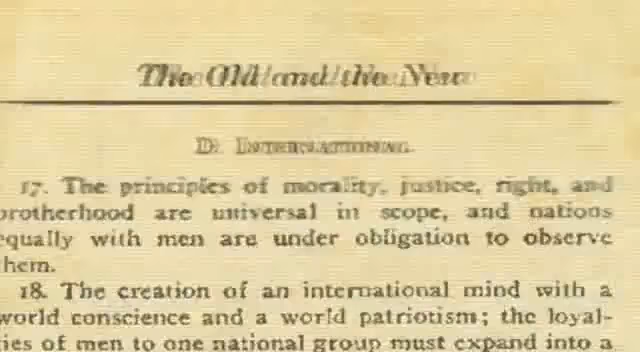 The Old and the New
D. INTERNATIONAL
17. The principles of morality, justice, right, and
brotherhood are universal in scope, and nations
equally with men are under obligation to observe
them.
18. The creation of an international mind with a
world conscience and a world patriotism; the loyal-
ties of men to one national group must expand into a